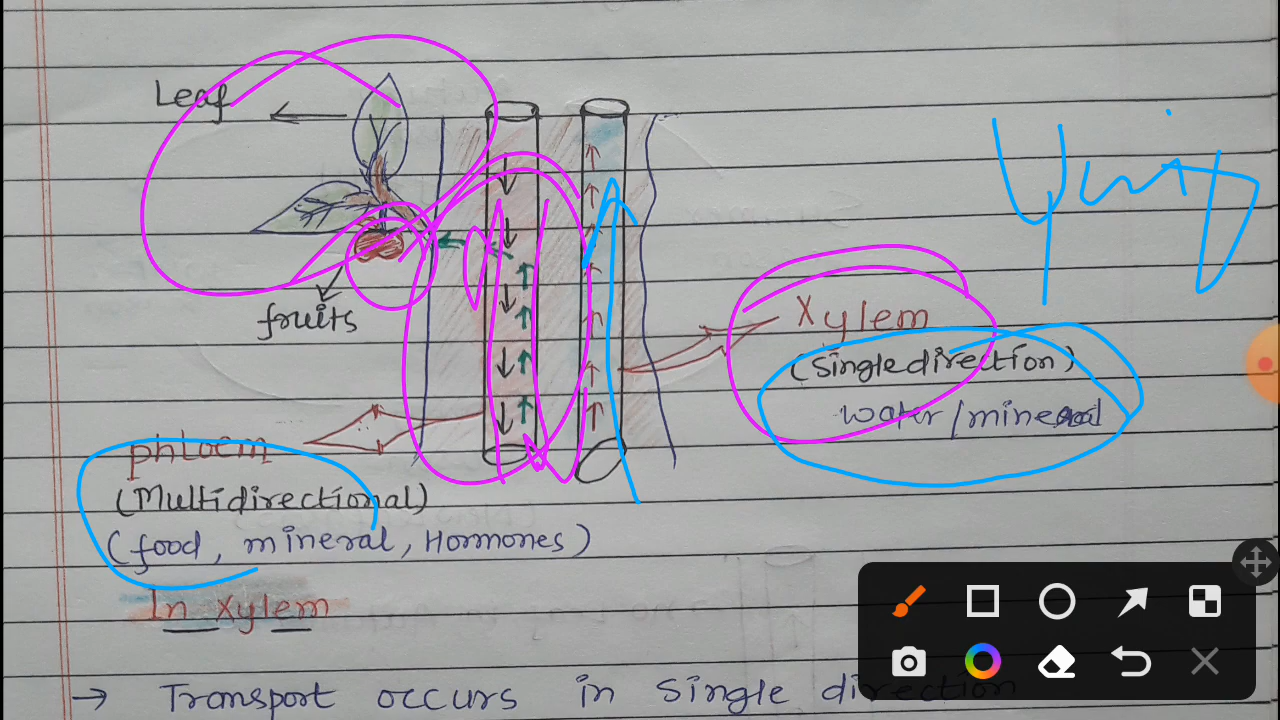 Leaf
fruits
Xylem
(Single direction)
water/mineral
phloem
(Multidirectional)
(food, mineral, Hormones)
In Xylem
→ Transport occurs in Single direction